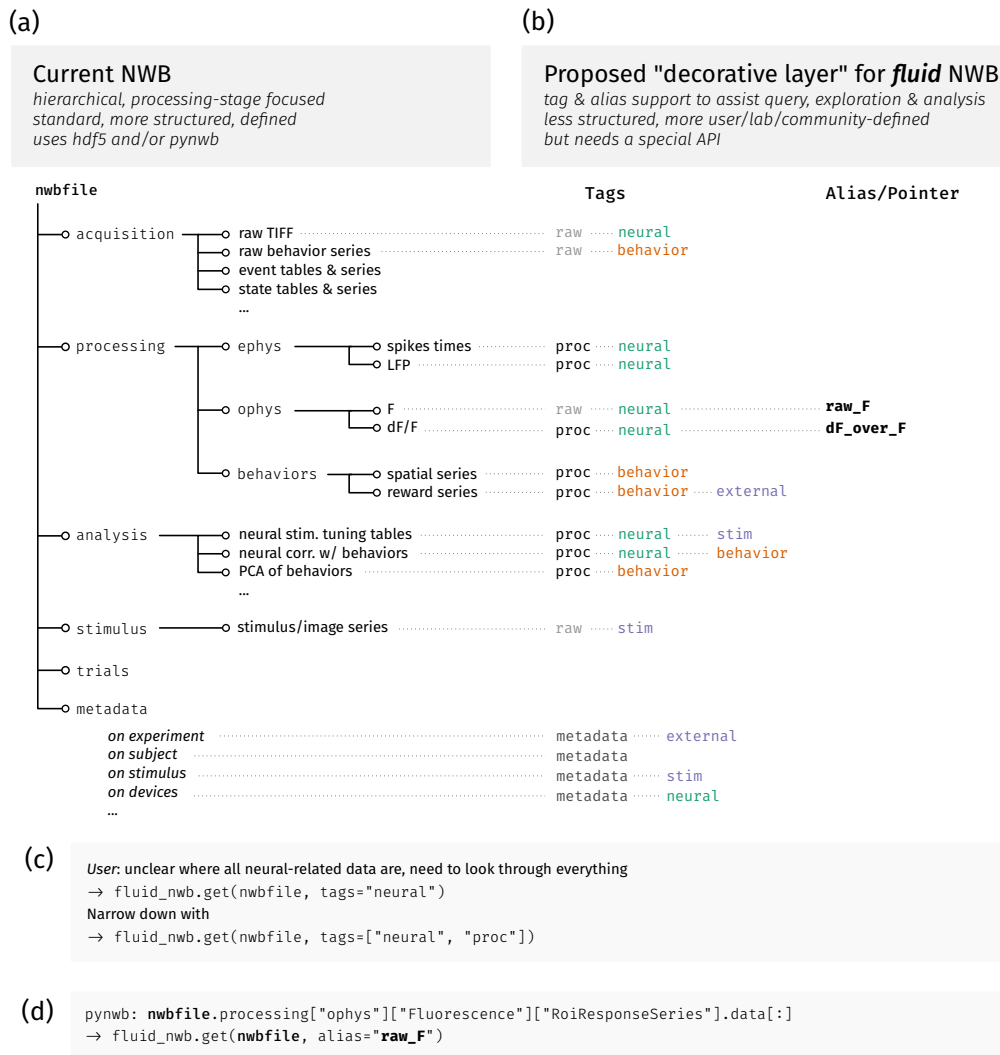 (a)
(b)
Current NWB
hierarchical, processing-stage focused
standard, more structured, defined
uses hdf5 and/or pynwb
Proposed "decorative layer" for fluid NWB
tag & alias support to assist query, exploration & analysis
less structured, more user/lab/community-defined
but needs a special API
nwbfile
Tags
Alias/Pointer
acquisition
raw TIFF raw neural
raw behavior series raw behavior
event tables & series
state tables & series
...
processing
ephys
spikes times proc neural
LFP proc neural
ophys
F raw neural raw_F
dF/F proc neural dF_over_F
behaviors
spatial series proc behavior
reward series proc behavior external
analysis
neural stim. tuning tables proc neural stim
neural corr. w/ behaviors proc neural behavior
PCA of behaviors proc behavior
...
stimulus
stimulus/image series raw stim
trials
metadata
on experiment metadata external
on subject metadata
on stimulus metadata stim
on devices metadata neural
...
(c)
User: unclear where all neural-related data are, need to look through everything
→ fluid_nwb.get(nwbfile, tags="neural")
Narrow down with
→ fluid_nwb.get(nwbfile, tags=["neural", "proc"])
(d)
pynwb: nwbfile.processing["ophys"]["Fluorescence"]["RoiResponseSeries"].data[:]
→ fluid_nwb.get(nwbfile, alias="raw_F")